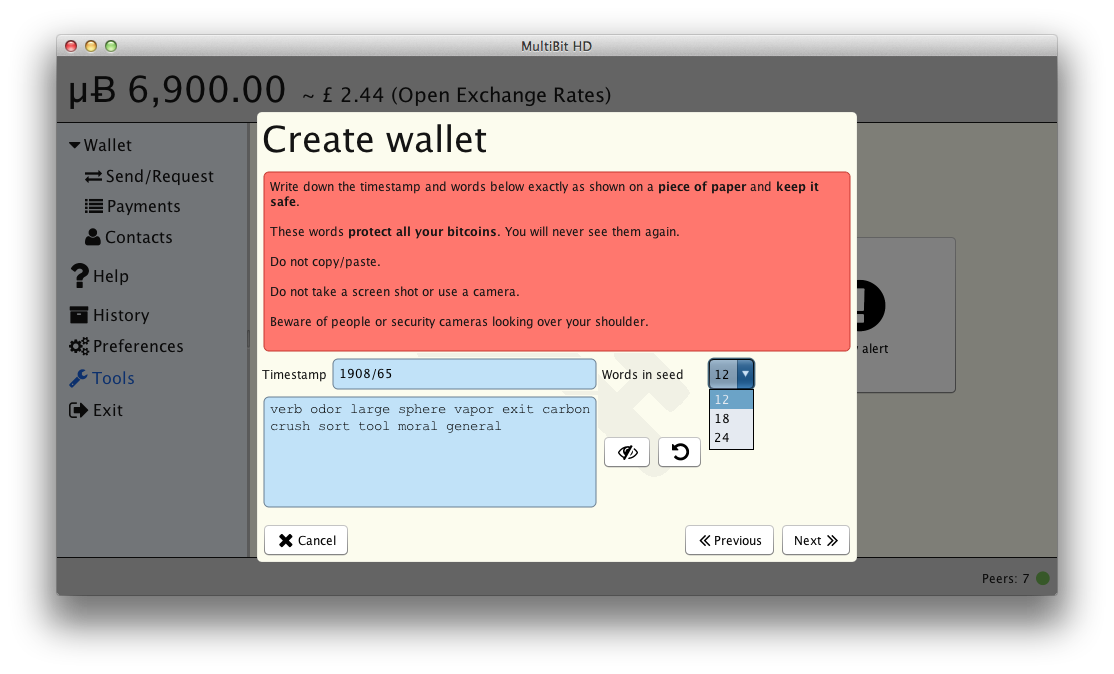 MultiBit HD
μɃ 6,900.00 ~ £ 2.44 (Open Exchange Rates)
Wallet
Send/Request
Payments
Contacts
Help
History
Preferences
Tools
Exit
Create wallet
Write down the timestamp and words below exactly as shown on a piece of paper and keep it
safe.
These words protect all your bitcoins. You will never see them again.
Do not copy/paste.
Do not take a screen shot or use a camera.
Beware of people or security cameras looking over your shoulder.
alert
Timestamp 1908/65 Words in seed 12
12
18
24
verb odor large sphere vapor exit carbon
crush sort tool moral general
Cancel
Previous
Next
Peers: 7